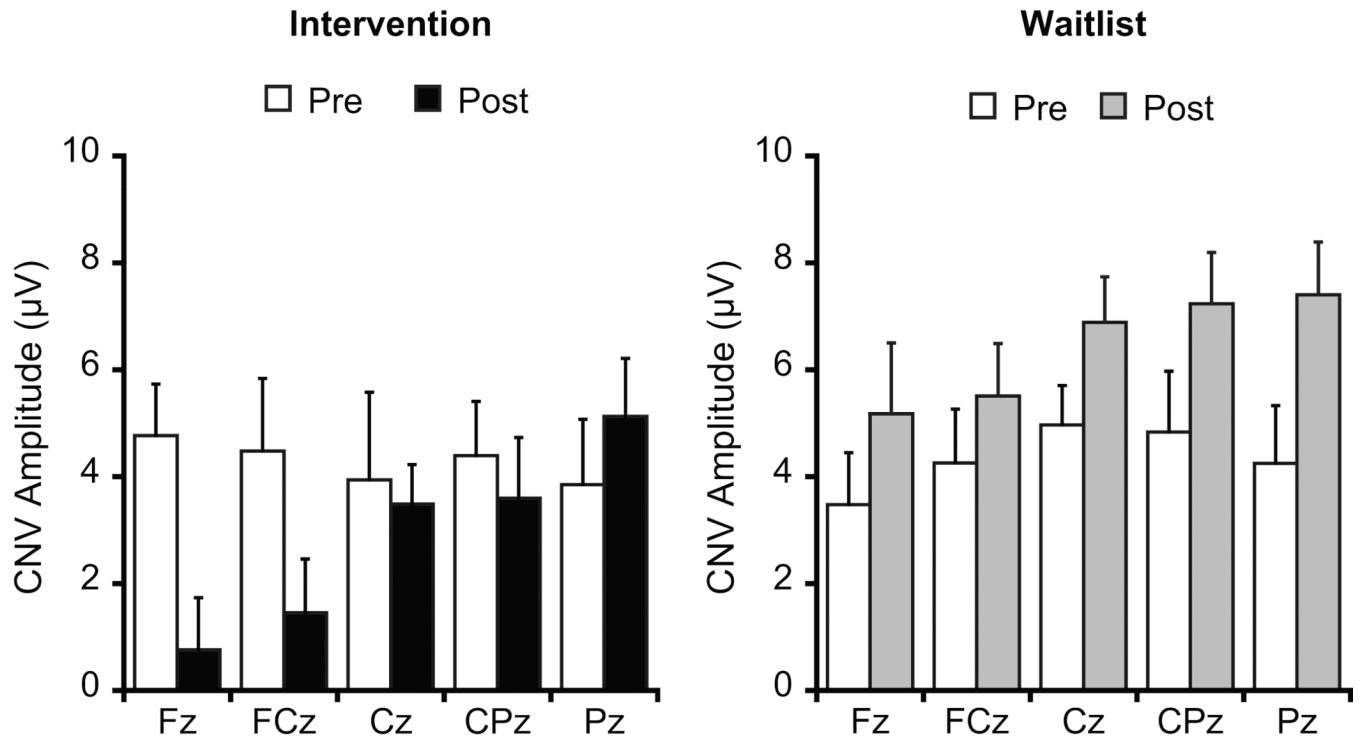 Intervention
Pre Post
10
8
6
4
2
0
CNV Amplitude (µV)
Fz FCz Cz CPz Pz
Waitlist
Pre Post
10
8
6
4
2
0
CNV Amplitude (µV)
Fz FCz Cz CPz Pz